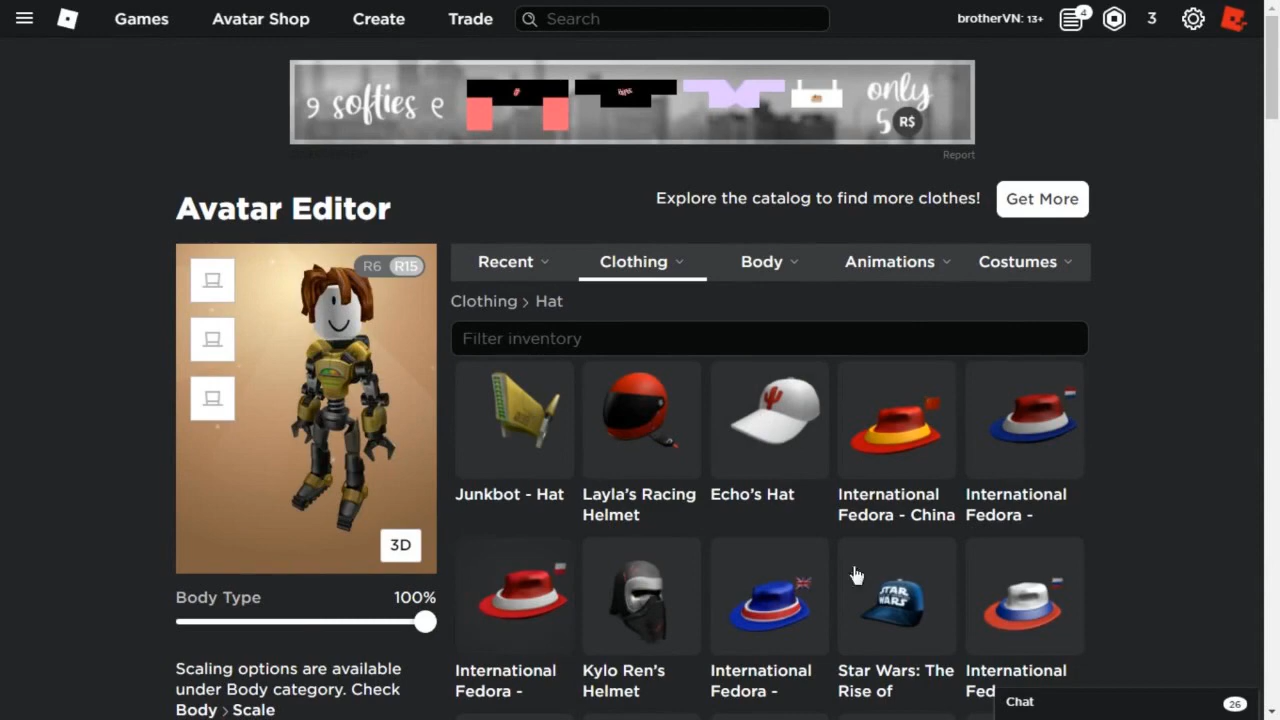 Games
Avatar Shop
Create
Trade
Search
brotherVN: 13+
4
3
softies
only
5 R$
Report
Avatar Editor
Explore the catalog to find more clothes!
Get More
R6 R15
3D
Body Type 100%
Scaling options are available
under Body category. Check
Body > Scale
Recent
Clothing
Body
Animations
Costumes
Clothing > Hat
Filter inventory
Junkbot - Hat
Layla's Racing
Helmet
Echo's Hat
International
Fedora - China
International
Fedora -
International
Fedora -
Kylo Ren's
Helmet
International
Fedora -
STAR
WARS
Star Wars: The
Rise of
International
Fed
Chat
26